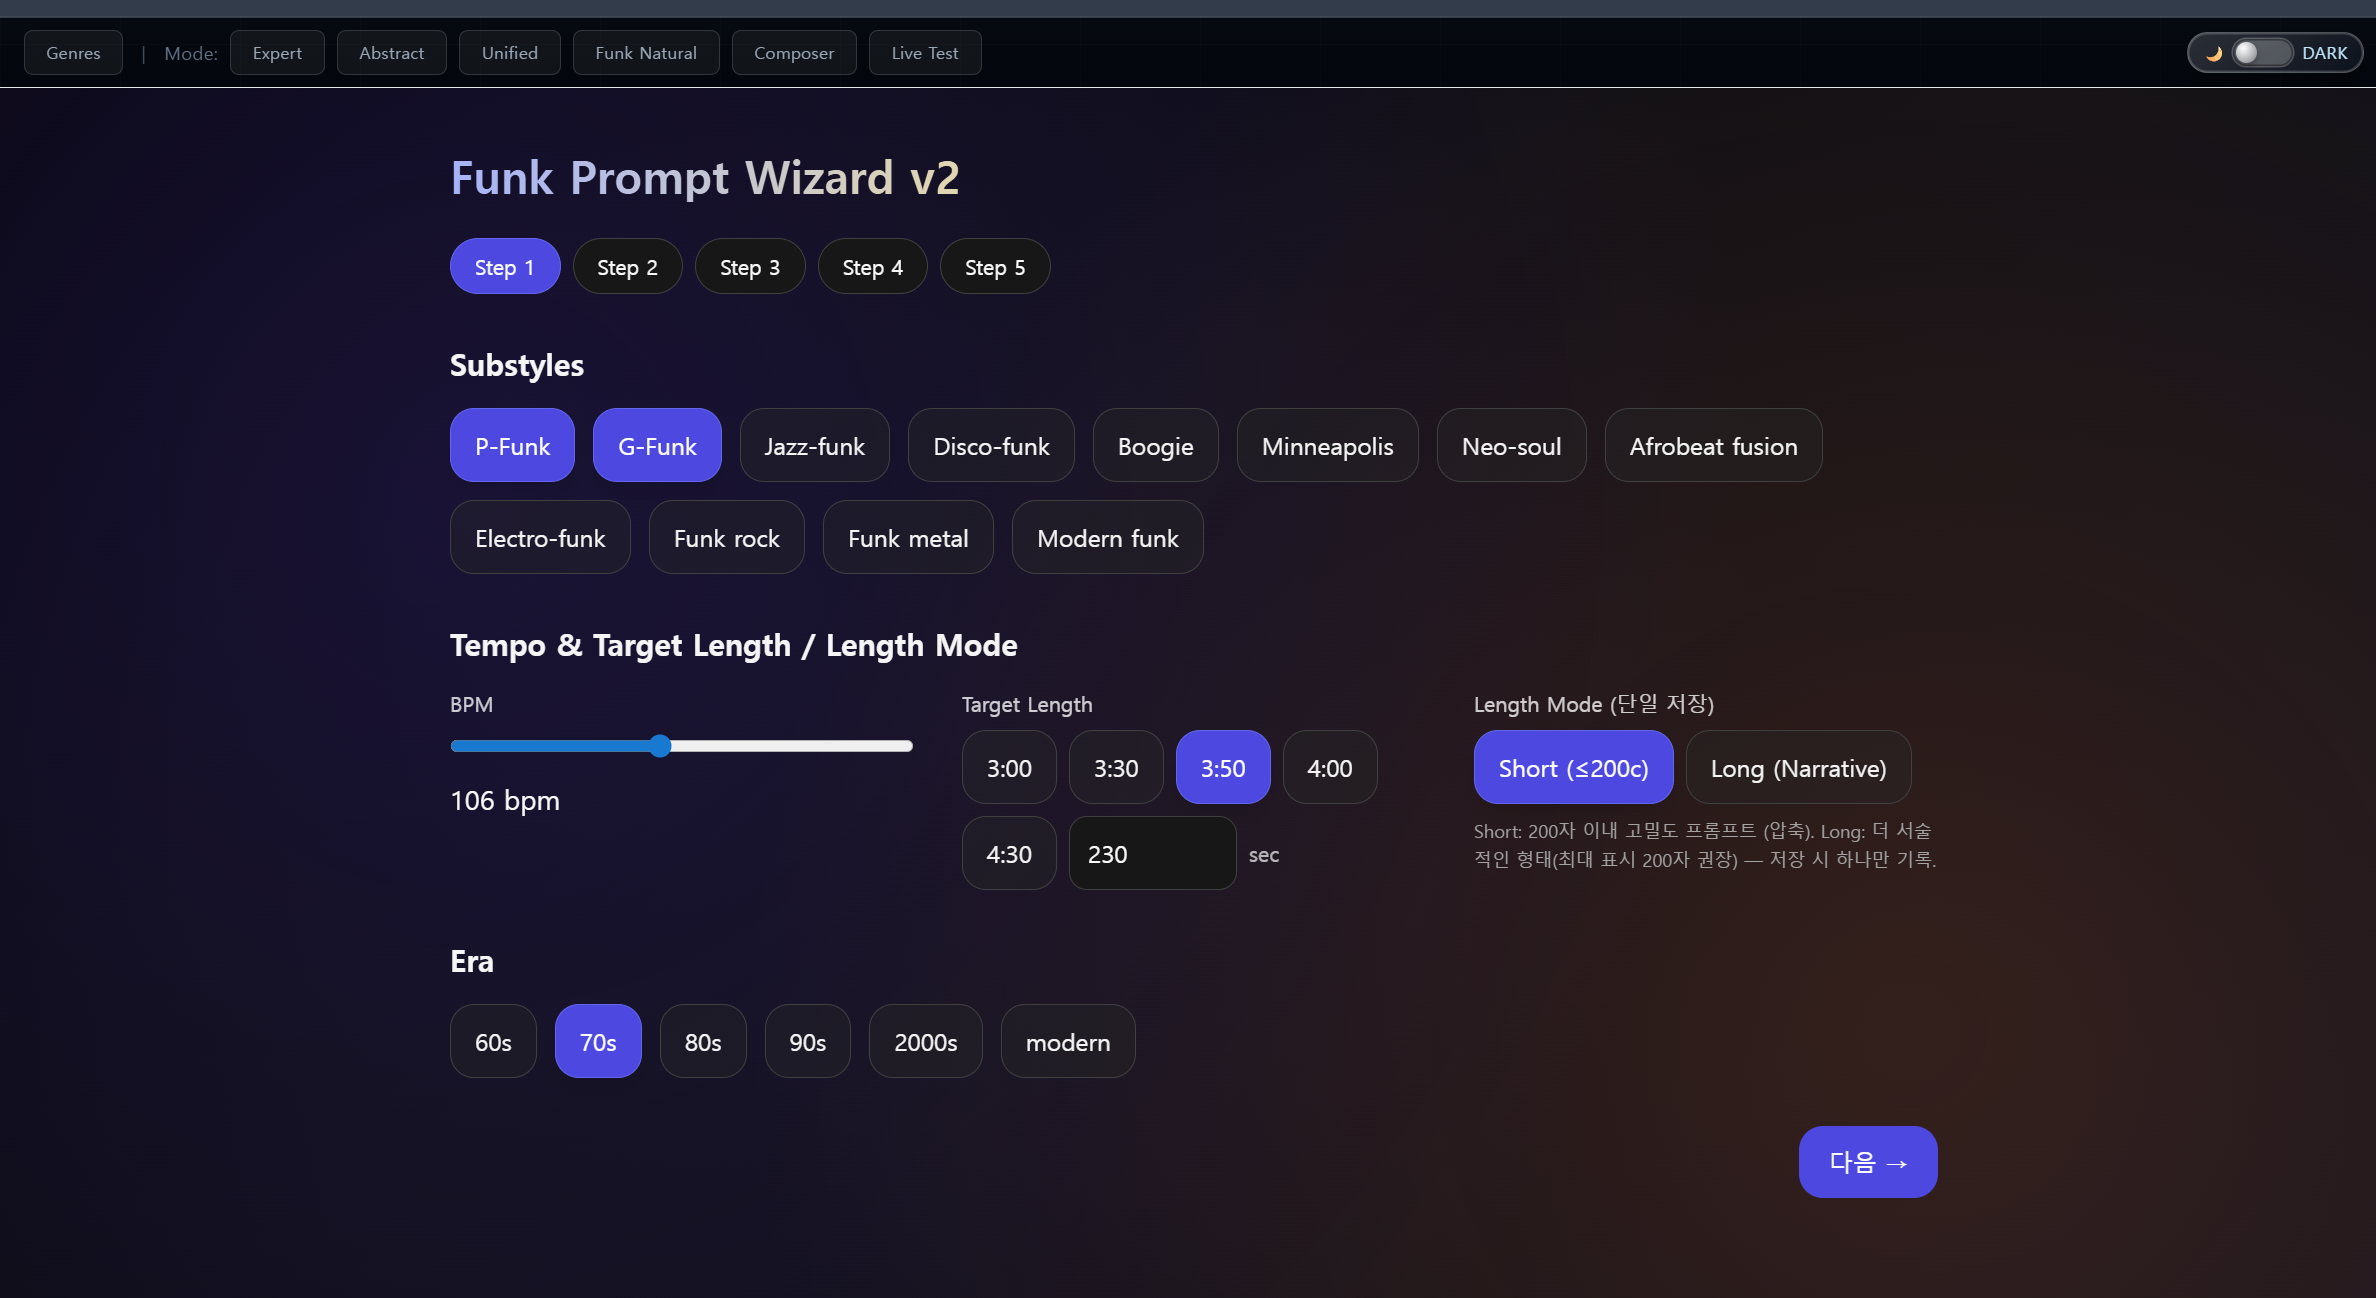 Genres | Mode: Expert Abstract Unified Funk Natural Composer Live Test DARK
Funk Prompt Wizard v2
Step 1 Step 2 Step 3 Step 4 Step 5
Substyles
P-Funk G-Funk Jazz-funk Disco-funk Boogie Minneapolis Neo-soul Afrobeat fusion
Electro-funk Funk rock Funk metal Modern funk
Tempo & Target Length / Length Mode
BPM
106 bpm
Target Length
3:00 3:30 3:50 4:00
4:30 230 sec
Length Mode (단일 저장)
Short (≤200c) Long (Narrative)
Short: 200자 이내 고밀도 프롬프트 (압축). Long: 더 서술
적인 형태(최대 표시 200자 권장) — 저장 시 하나만 기록.
Era
60s 70s 80s 90s 2000s modern
다음 →